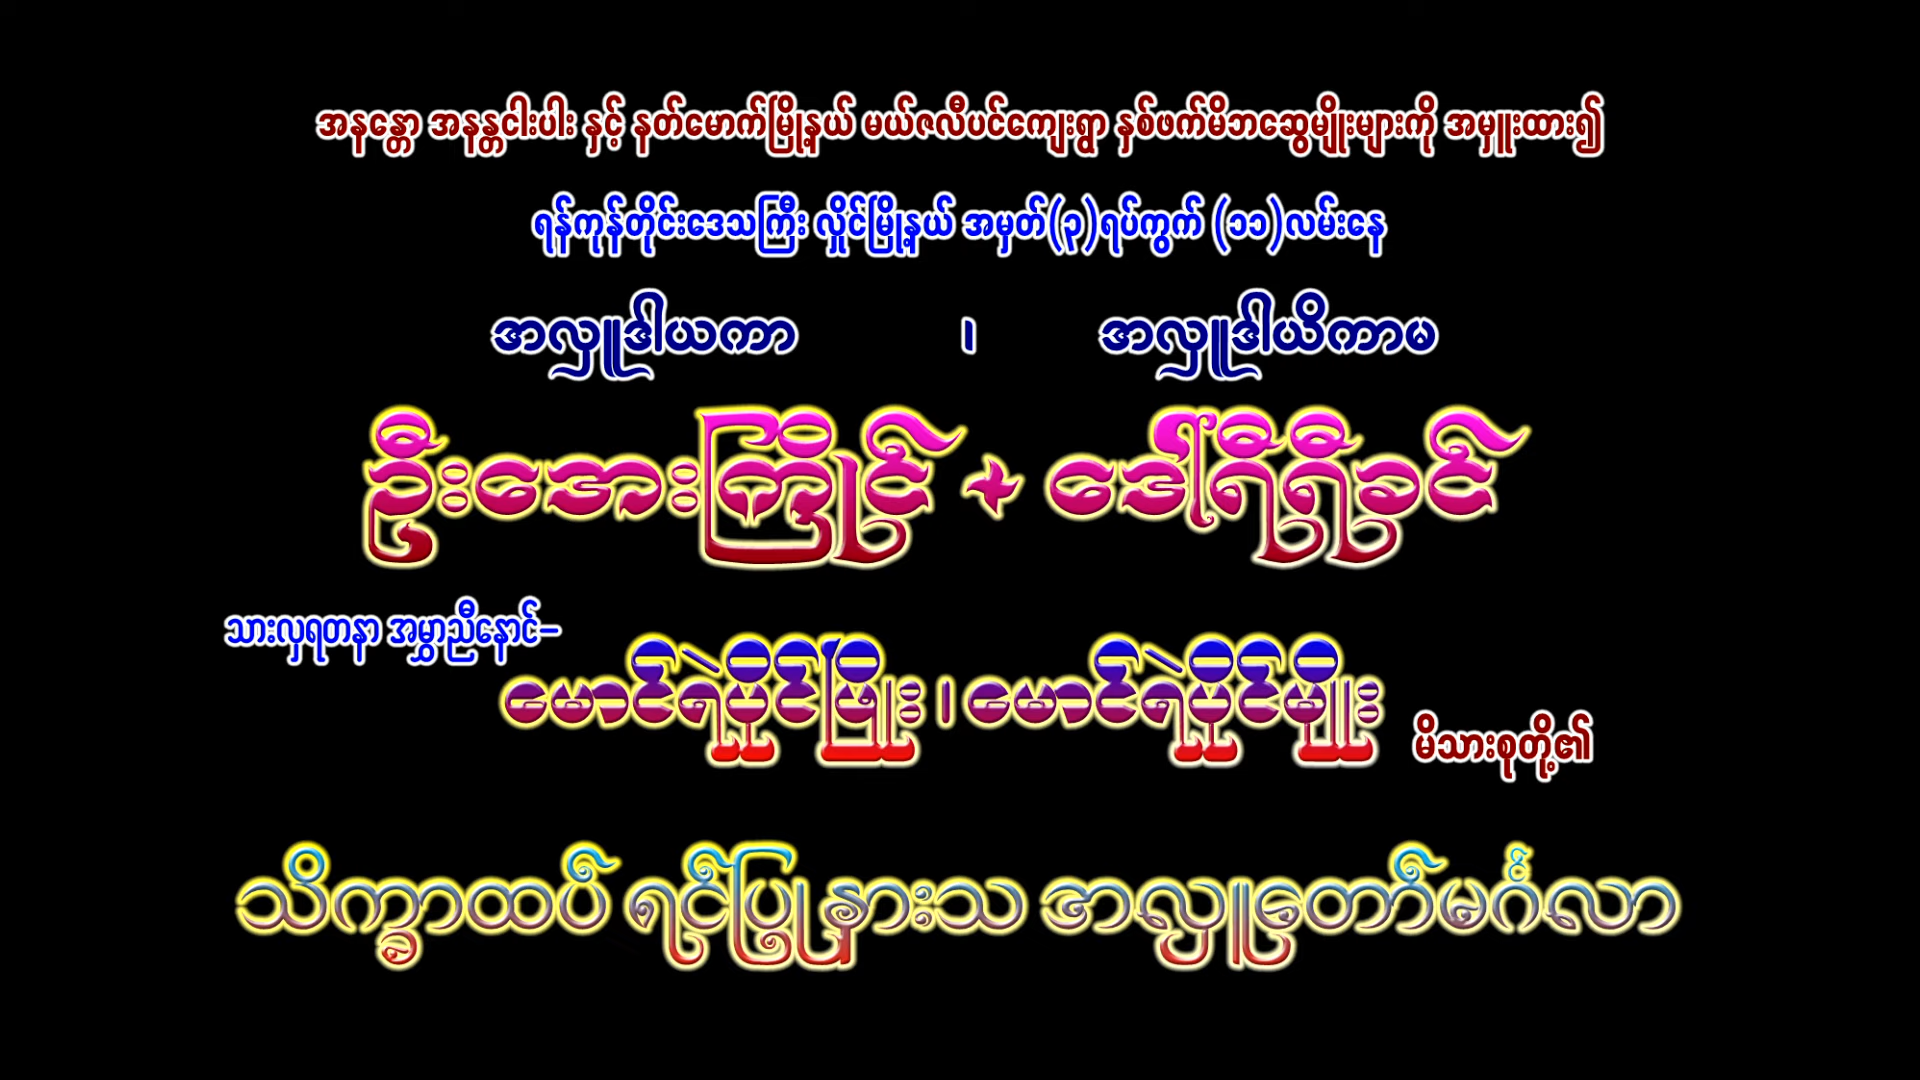 အနန္တော အနန္တငါးပါး နှင့် နတ်မောက်မြို့နယ် မယ်ဇလီပင်ကျေးရွာ နှစ်ဖက်မိဘဆွေမျိုးများကို အမှူးထား၍
ရန်ကုန်တိုင်းဒေသကြီး လှိုင်မြို့နယ် အမှတ်(၃)ရပ်ကွက် (၁၁)လမ်းနေ
အလှူဒါယကာ ၊ အလှူဒါယိကာမ
ဦးအေးကြိုင် + ဒေါ်ရီရီခင်
သားလှရတနာ အမွှာညီနောင်−
မောင်ရဲပိုင်ဖြိုး ၊ မောင်ရဲပိုင်မျိုး
မိသားစုတို့၏
သိက္ခာထပ် ရှင်ပြုနှားသ အလှူတော်မင်္ဂလာ